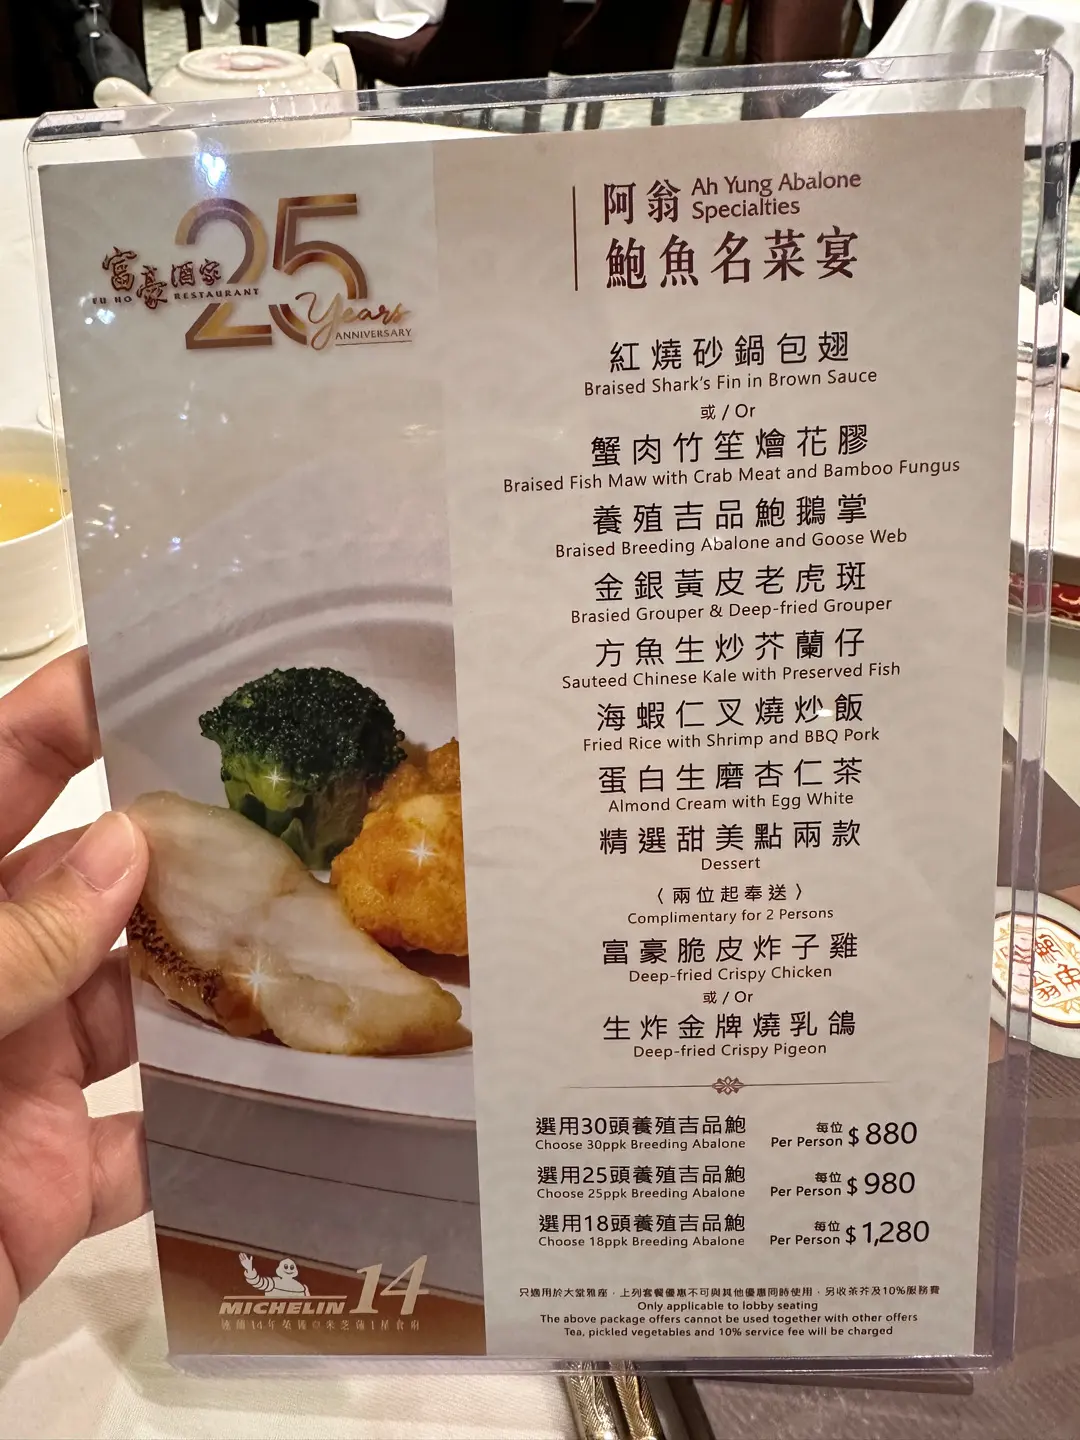 富豪酒家
FU HO RESTAURANT
25
Years
ANNIVERSARY
阿翁 Ah Yung Abalone
Specialties
鮑魚名菜宴
紅燒砂鍋包翅
Braised Shark's Fin in Brown Sauce
或 / Or
蟹肉竹笙燴花膠
Braised Fish Maw with Crab Meat and Bamboo Fungus
養殖吉品鮑鵝掌
Braised Breeding Abalone and Goose Web
金銀黃皮老虎斑
Brasied Grouper & Deep-fried Grouper
方魚生炒芥蘭仔
Sauteed Chinese Kale with Preserved Fish
海蝦仁叉燒炒飯
Fried Rice with Shrimp and BBQ Pork
蛋白生磨杏仁茶
Almond Cream with Egg White
精選甜美點兩款
Dessert
〈 兩位起奉送 〉
Complimentary for 2 Persons
富豪脆皮炸子雞
Deep-fried Crispy Chicken
或 / Or
生炸金牌燒乳鴿
Deep-fried Crispy Pigeon
選用30頭養殖吉品鮑 每位
Choose 30ppk Breeding Abalone Per Person $ 880
選用25頭養殖吉品鮑 每位
Choose 25ppk Breeding Abalone Per Person $ 980
選用18頭養殖吉品鮑 每位
Choose 18ppk Breeding Abalone Per Person $ 1,280
只適用於大堂雅座，上列套餐優惠不可與其他優惠同時使用，另收茶芥及10%服務費
Only applicable to lobby seating
The above package offers cannot be used together with other offers
Tea, pickled vegetables and 10% service fee will be charged
MICHELIN 14
連續14年榮獲米芝蓮1星食府